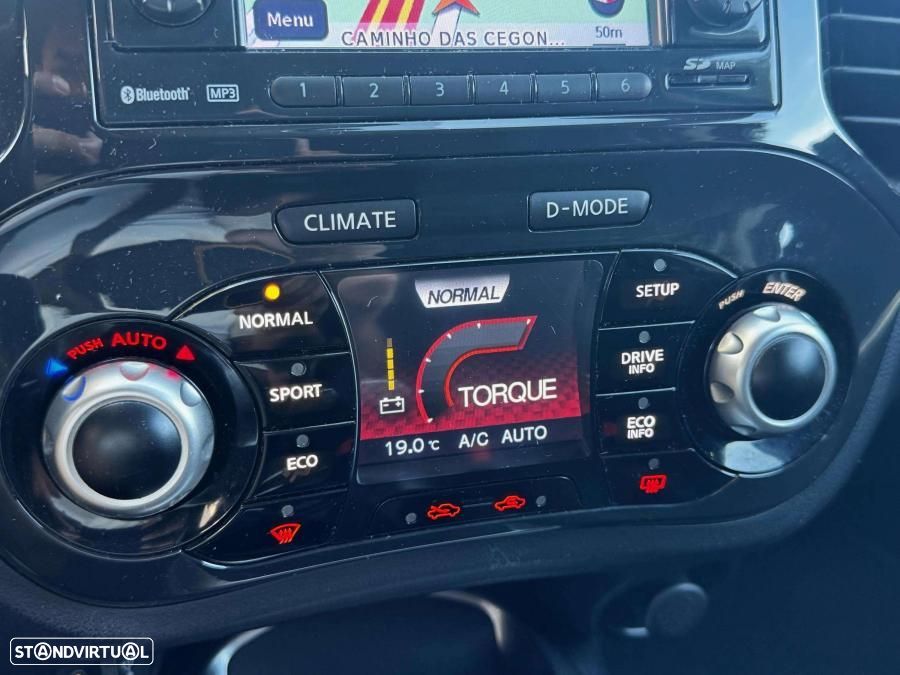 Menu
CAMINHO DAS CEGON...
50m
Bluetooth
MP3
1 2 3 4 5 6
SD MAP
CLIMATE
D-MODE
NORMAL
SETUP
PUSH ENTER
NORMAL
PUSH AUTO
SPORT
DRIVE
INFO
TORQUE
ECO
INFO
ECO
19.0°C A/C AUTO
STANDVIRTUAL